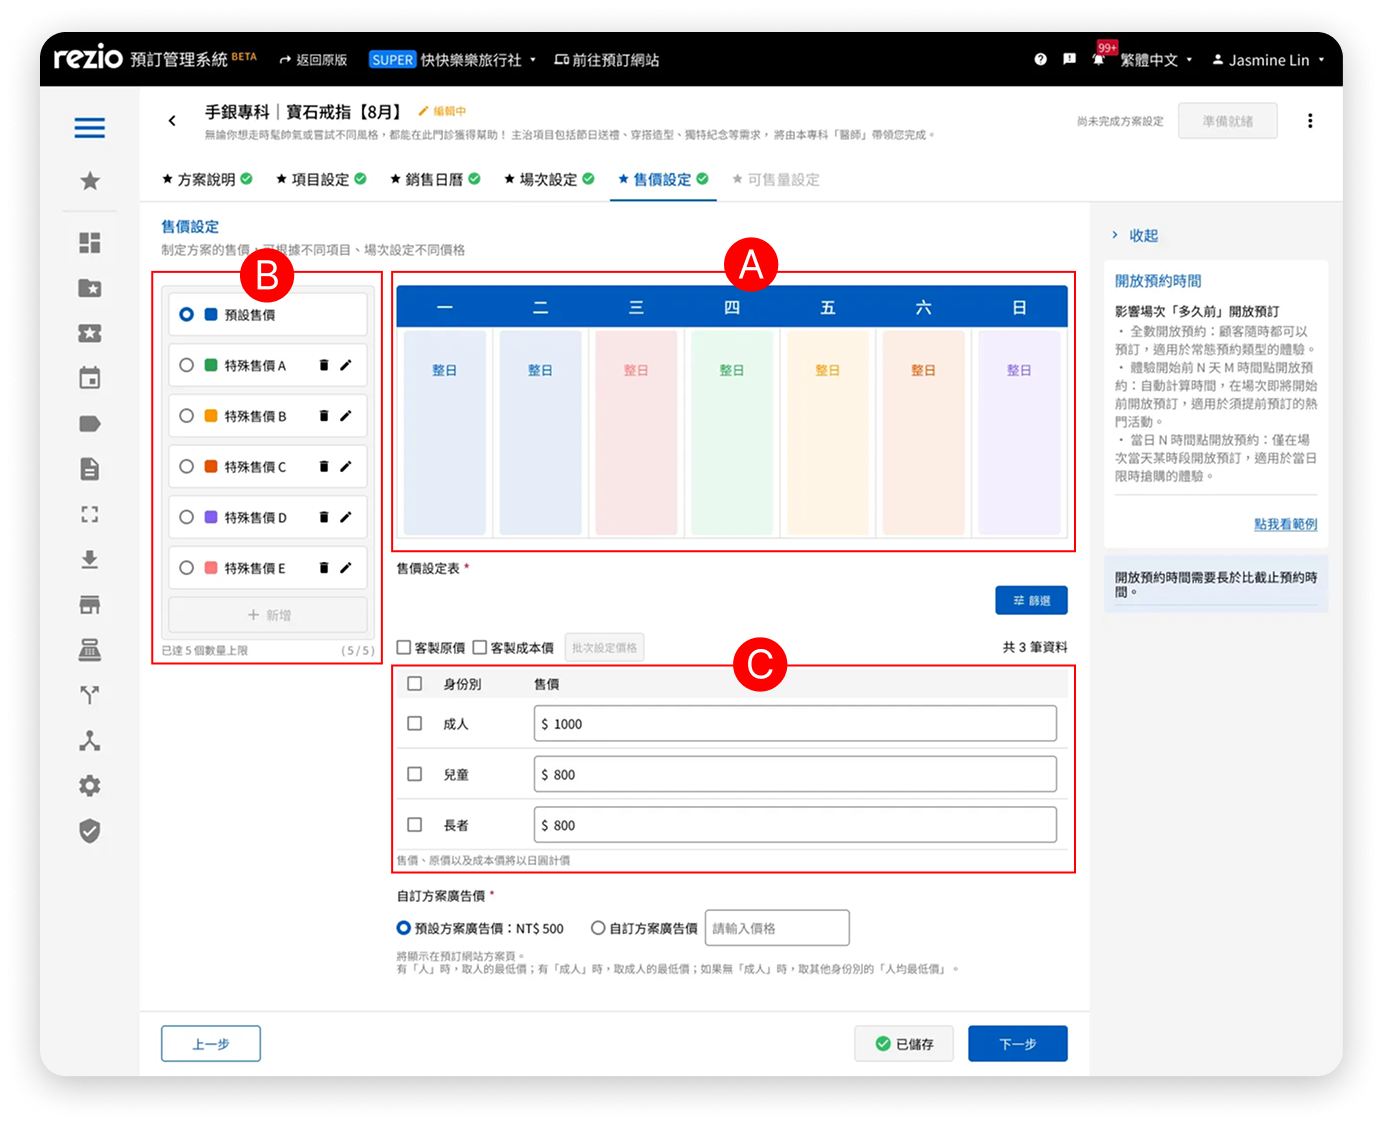 rezio 預訂管理系統 BETA 返回原版 SUPER 快快樂樂旅行社 前往預訂網站 99+ 繁體中文 Jasmine Lin
手銀專科｜寶石戒指【8月】 編輯中
無論你想走時髦帥氣或嘗試不同風格，都能在此門診獲得幫助！ 主治項目包括節日送禮、穿搭造型、獨特紀念等需求， 將由本專科「醫師」帶領您完成。
尚未完成方案設定 準備就緒
方案說明 項目設定 銷售日曆 場次設定 售價設定 可售量設定
售價設定
制定方案的售價，可根據不同項目、場次設定不同價格
B
預設售價
特殊售價 A
特殊售價 B
特殊售價 C
特殊售價 D
特殊售價 E
+ 新增
已達 5 個數量上限 ( 5 / 5 )
A
一 二 三 四 五 六 日
整日 整日 整日 整日 整日 整日 整日
售價設定表 *
篩選
客製原價 客製成本價 批次設定價格 共 3 筆資料
C
身份別 售價
成人 $ 1000
兒童 $ 800
長者 $ 800
售價、原價以及成本價將以日圓計價
自訂方案廣告價 *
預設方案廣告價：NT$ 500 自訂方案廣告價 請輸入價格
將顯示在預訂網站方案頁。
有「人」時，取人的最低價；有「成人」時，取成人的最低價；如果無「成人」時，取其他身份別的「人均最低價」。
上一步 已儲存 下一步
收起
開放預約時間
影響場次「多久前」開放預訂
・全數開放預約：顧客隨時都可以
預訂，適用於常態預約類型的體驗。
・體驗開始前 N 天 M 時間點開放預
約：自動計算時間，在場次即將開始
前開放預訂，適用於須提前預訂的熱
門活動。
・當日 N 時間點開放預約：僅在場
次當天某時段開放預訂，適用於當日
限時搶購的體驗。
點我看範例
開放預約時間需要長於比截止預約時
間。